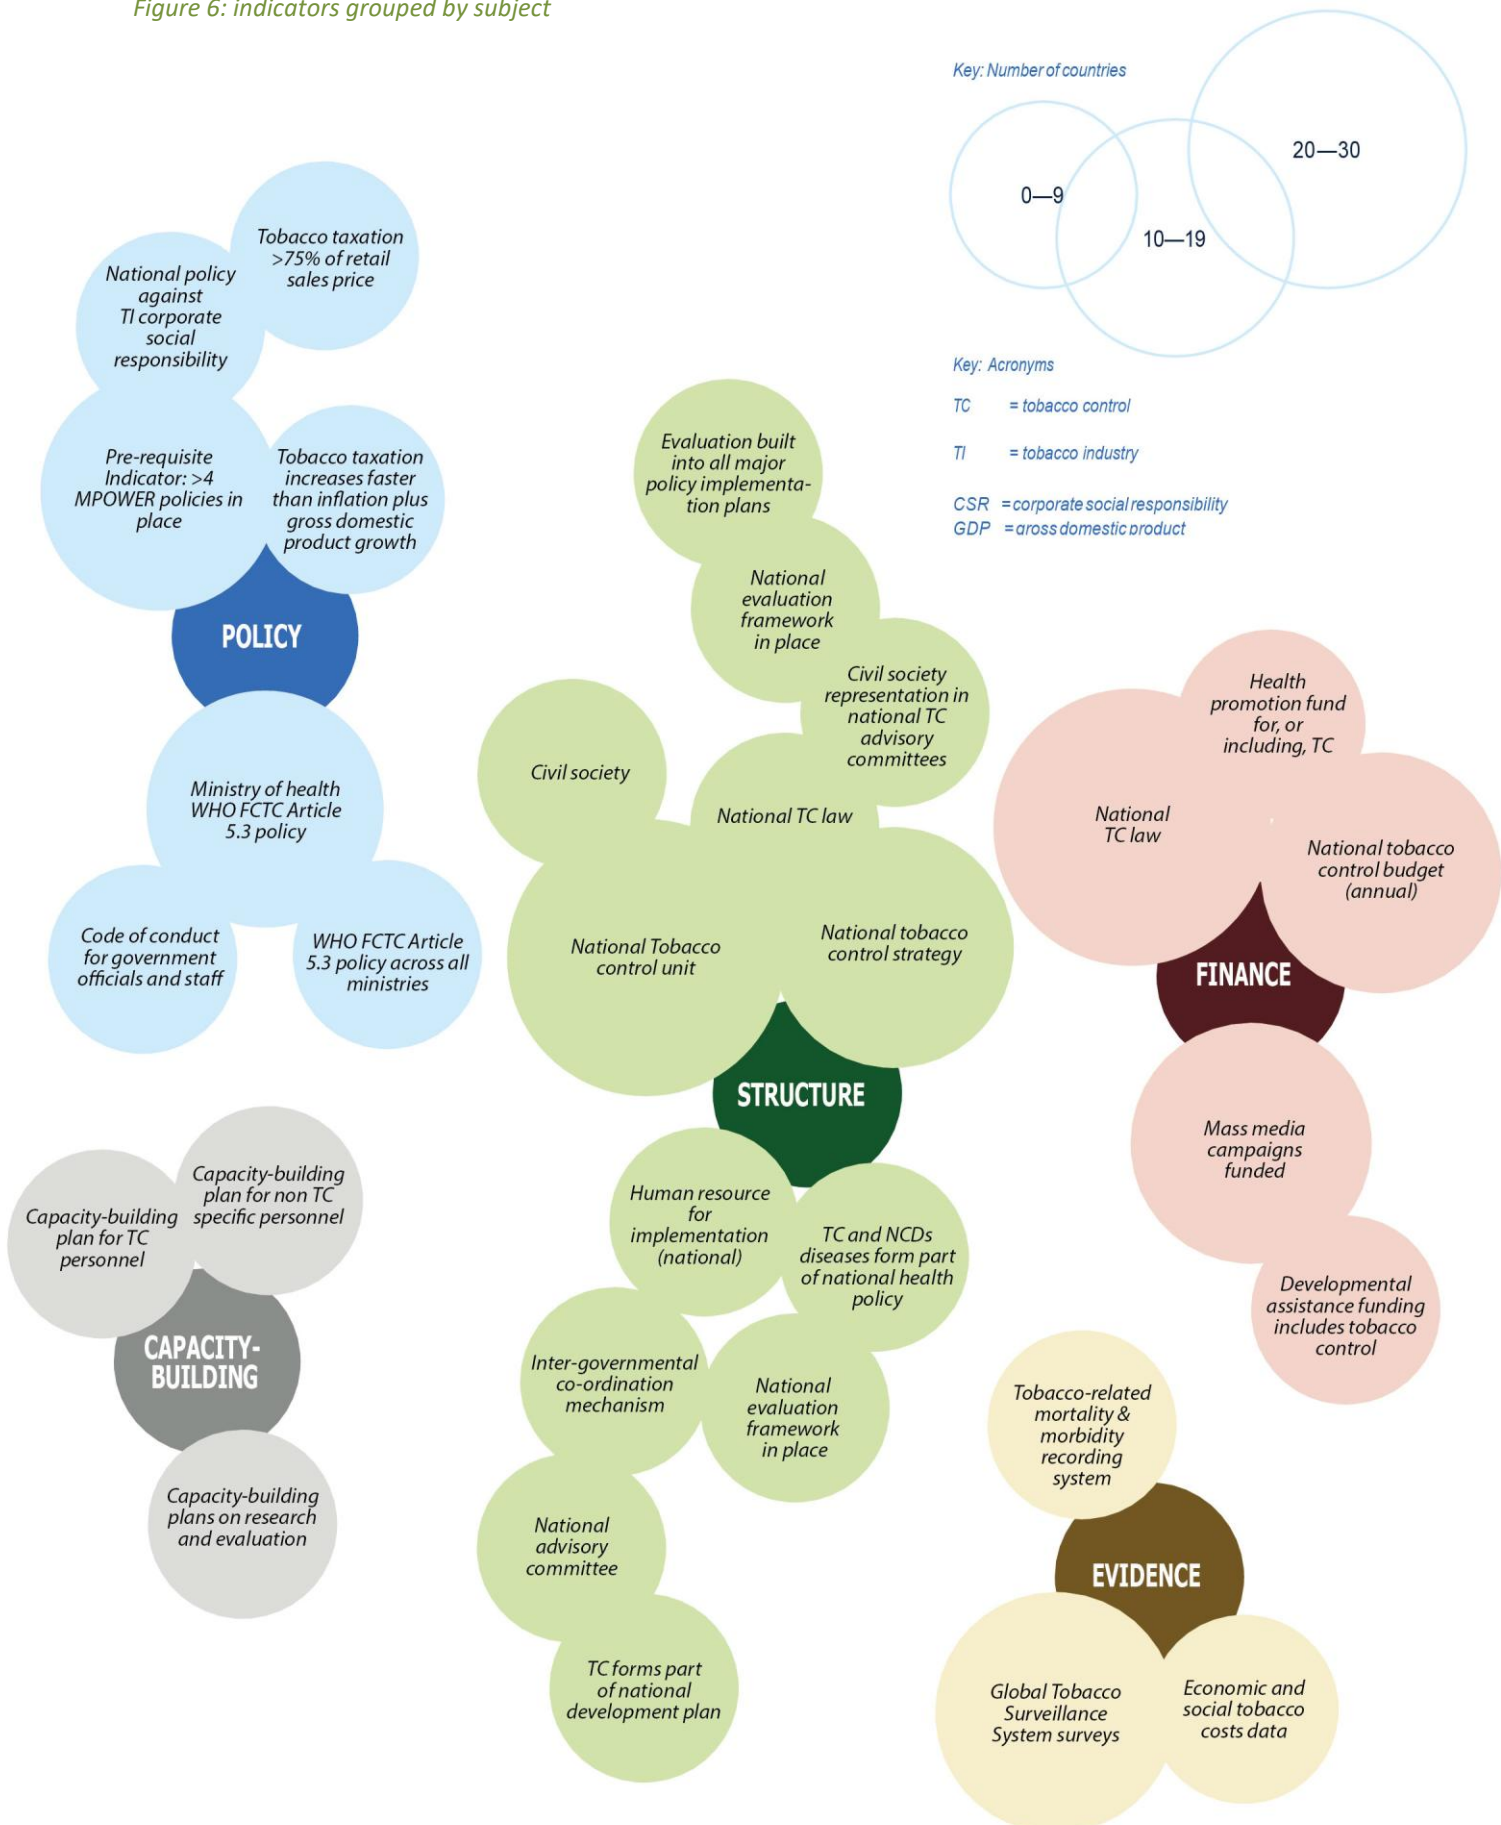 Figure 6: indicators grouped by subject
Key: Number of countries
0—9
10—19
20—30
Key: Acronyms
TC = tobacco control
TI = tobacco industry
CSR = corporate social responsibility
GDP = gross domestic product
Tobacco taxation
>75% of retail
sales price
National policy
against
TI corporate
social
responsibility
Pre-requisite
Indicator: >4
MPOWER policies in
place
Tobacco taxation
increases faster
than inflation plus
gross domestic
product growth
POLICY
Ministry of health
WHO FCTC Article
5.3 policy
Code of conduct
for government
officials and staff
WHO FCTC Article
5.3 policy across all
ministries
Evaluation built
into all major
policy implementa-
tion plans
National
evaluation
framework
in place
Civil society
representation in
national TC
advisory
committees
Civil society
National TC law
National Tobacco
control unit
National tobacco
control strategy
STRUCTURE
Human resource
for
implementation
(national)
TC and NCDs
diseases form part
of national health
policy
Inter-governmental
co-ordination
mechanism
National
evaluation
framework
in place
National
advisory
committee
TC forms part
of national
development plan
Health
promotion fund
for, or
including, TC
National
TC law
National tobacco
control budget
(annual)
FINANCE
Mass media
campaigns
funded
Developmental
assistance funding
includes tobacco
control
Capacity-building
plan for non TC
specific personnel
Capacity-building
plan for TC
personnel
CAPACITY-
BUILDING
Capacity-building
plans on research
and evaluation
Tobacco-related
mortality &
morbidity
recording
system
EVIDENCE
Global Tobacco
Surveillance
System surveys
Economic and
social tobacco
costs data